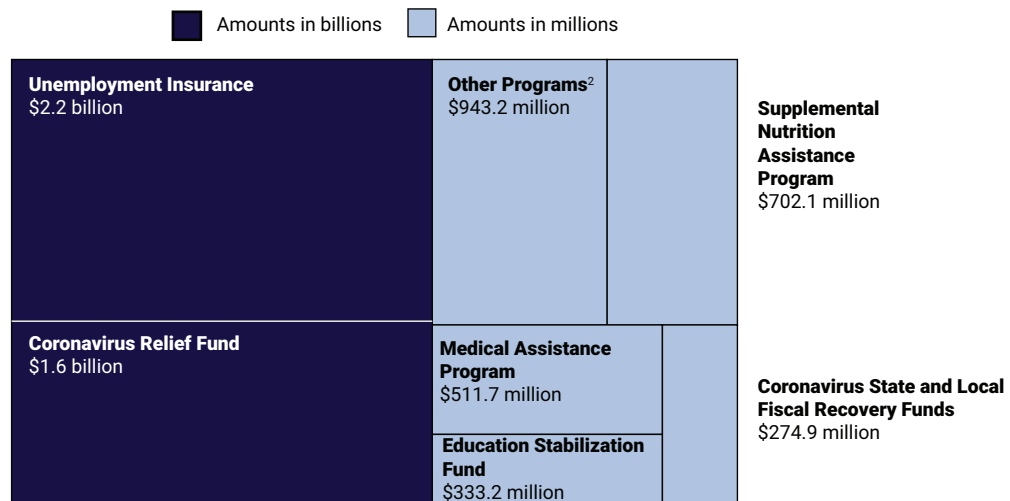 Amounts in billions
Amounts in millions
Unemployment Insurance
$2.2 billion
Other Programs²
$943.2 million
Supplemental
Nutrition
Assistance
Program
$702.1 million
Coronavirus Relief Fund
$1.6 billion
Medical Assistance
Program
$511.7 million
Coronavirus State and Local
Fiscal Recovery Funds
$274.9 million
Education Stabilization
Fund
$333.2 million